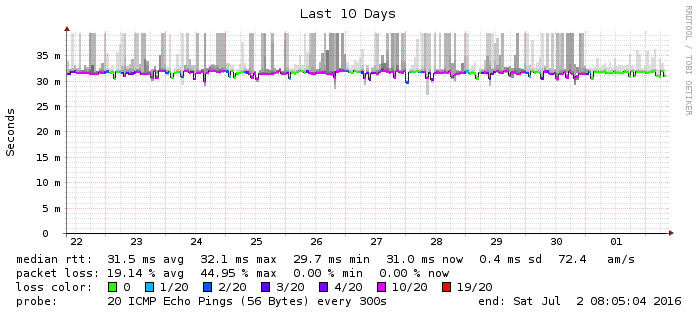 Last 10 Days
RRDTOOL / TOBI OETIKER
Seconds
35 m
30 m
25 m
20 m
15 m
10 m
5 m
0
22 23 24 25 26 27 28 29 30 01
median rtt: 31.5 ms avg 32.1 ms max 29.7 ms min 31.0 ms now 0.4 ms sd 72.4 am/s
packet loss: 19.14 % avg 44.95 % max 0.00 % min 0.00 % now
loss color: 0 1/20 2/20 3/20 4/20 10/20 19/20
probe: 20 ICMP Echo Pings (56 Bytes) every 300s end: Sat Jul 2 08:05:04 2016